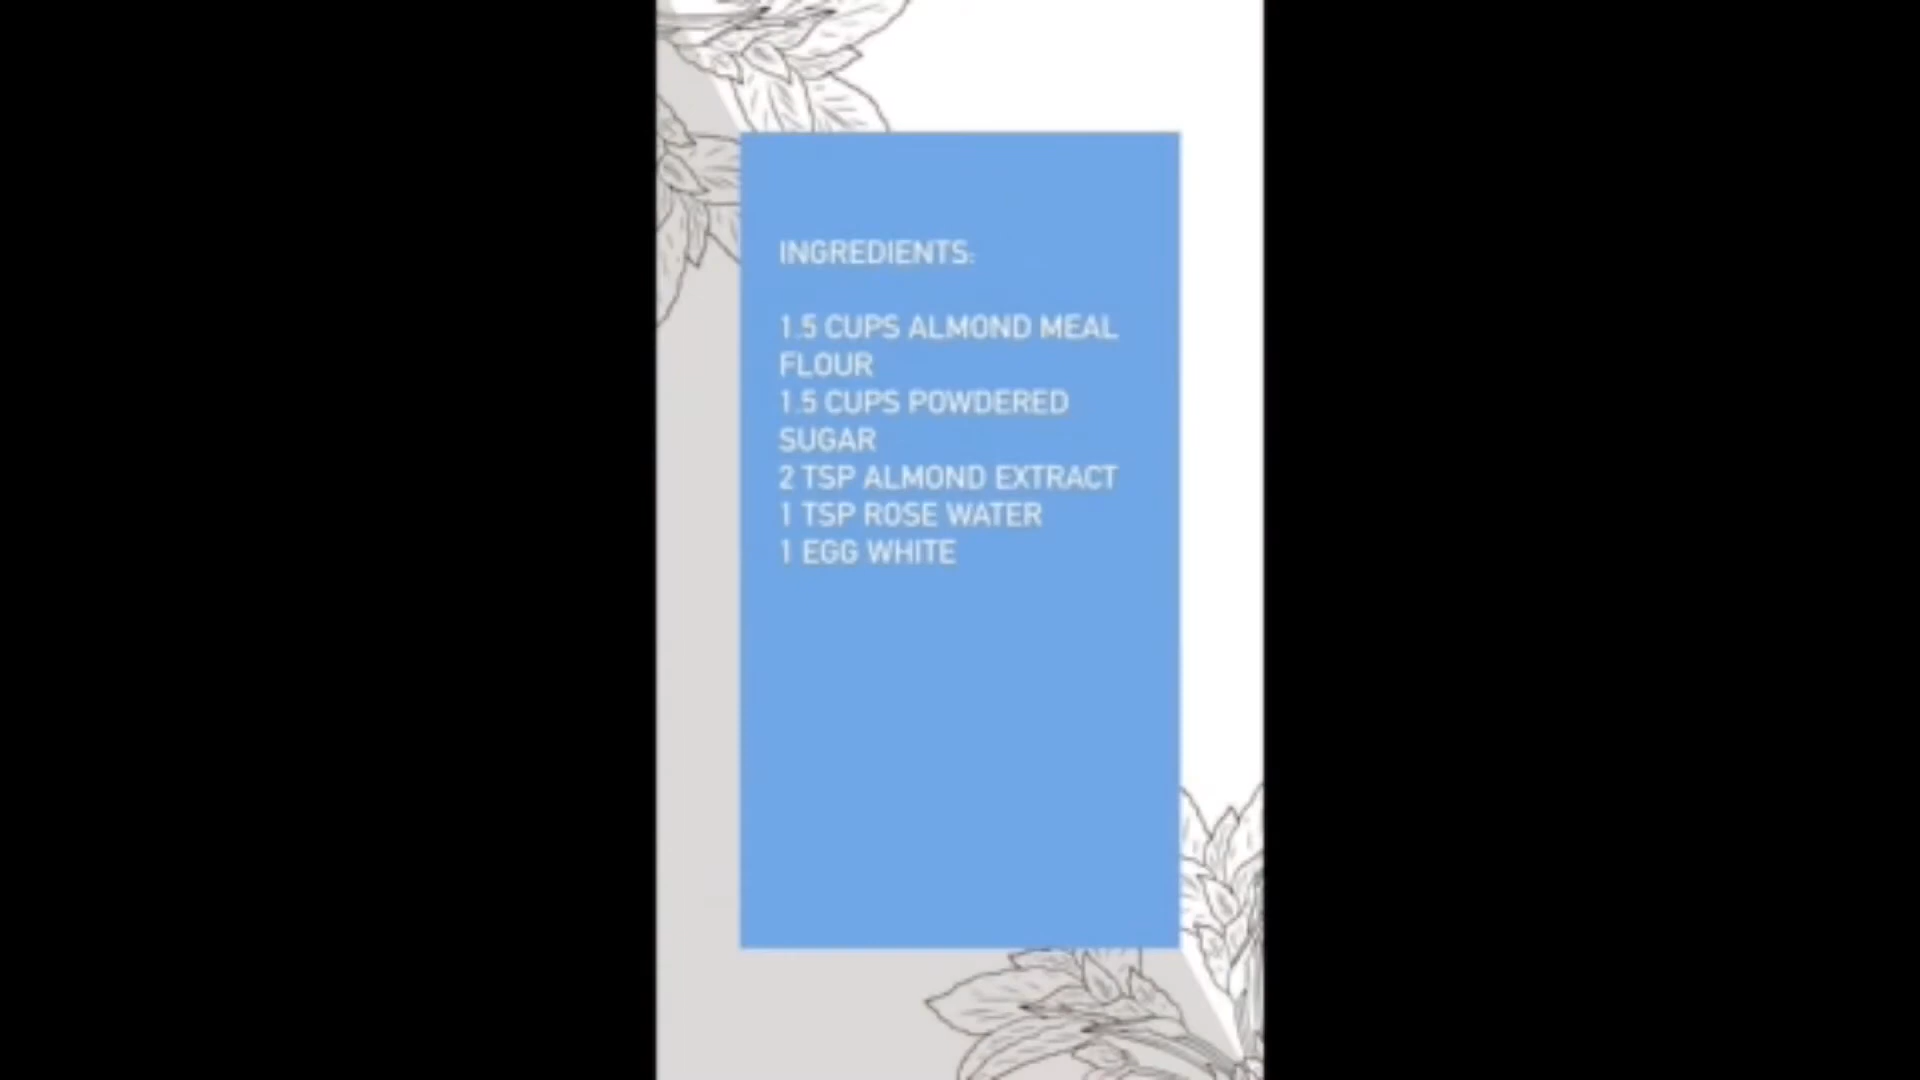 INGREDIENTS:
1.5 CUPS ALMOND MEAL
FLOUR
1.5 CUPS POWDERED
SUGAR
2 TSP ALMOND EXTRACT
1 TSP ROSE WATER
1 EGG WHITE